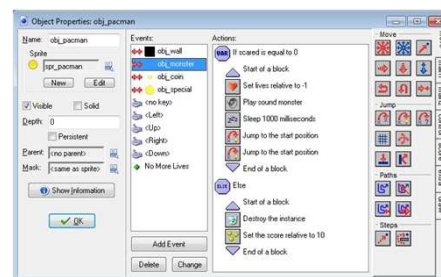 Object Properties: obj_pacman
Name: obj_pacman
Sprite
spr_pacman
New
Edit
Visible
Solid
Depth: 0
Persistent
Parent: <no parent>
Mask: <same as sprite>
Show Information
OK
Events:
obj_wall
obj_monster
obj_coin
obj_special
<no key>
<Left>
<Up>
<Right>
<Down>
No More Lives
Add Event
Delete
Change
Actions:
VAR If scared is equal to 0
Start of a block
Set lives relative to -1
Play sound monster
Sleep 1000 milliseconds
Jump to the start position
Jump to the start position
End of a block
ELSE Else
Start of a block
Destroy the instance
Set the score relative to 10
End of a block
Move
Jump
Paths
Steps